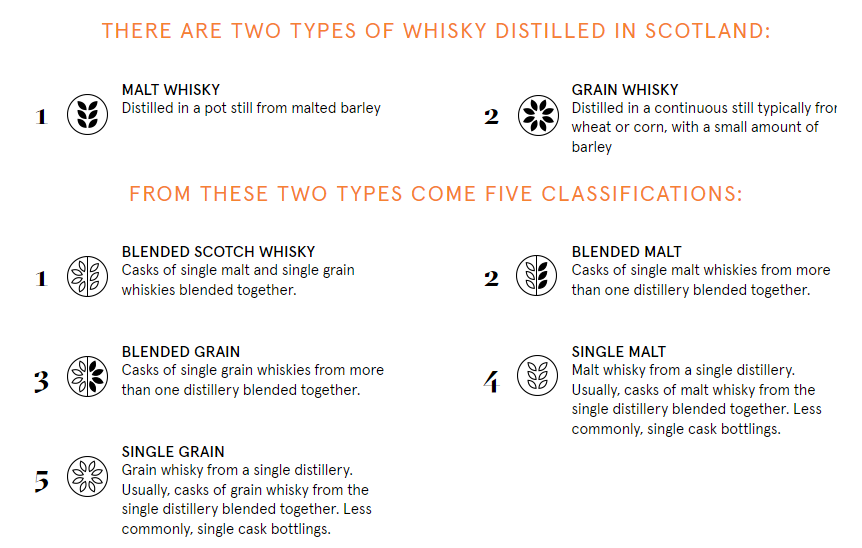 THERE ARE TWO TYPES OF WHISKY DISTILLED IN SCOTLAND:
1
MALT WHISKY
Distilled in a pot still from malted barley
2
GRAIN WHISKY
Distilled in a continuous still typically
wheat or corn, with a small amount of
barley
FROM THESE TWO TYPES COME FIVE CLASSIFICATIONS:
1
BLENDED SCOTCH WHISKY
Casks of single malt and single grain
whiskies blended together.
2
BLENDED MALT
Casks of single malt whiskies from more
than one distillery blended together.
3
BLENDED GRAIN
Casks of single grain whiskies from more
than one distillery blended together.
4
SINGLE MALT
Malt whisky from a single distillery.
Usually, casks of malt whisky from the
single distillery blended together. Less
commonly, single cask bottlings.
5
SINGLE GRAIN
Grain whisky from a single distillery.
Usually, casks of grain whisky from the
single distillery blended together. Less
commonly, single cask bottlings.